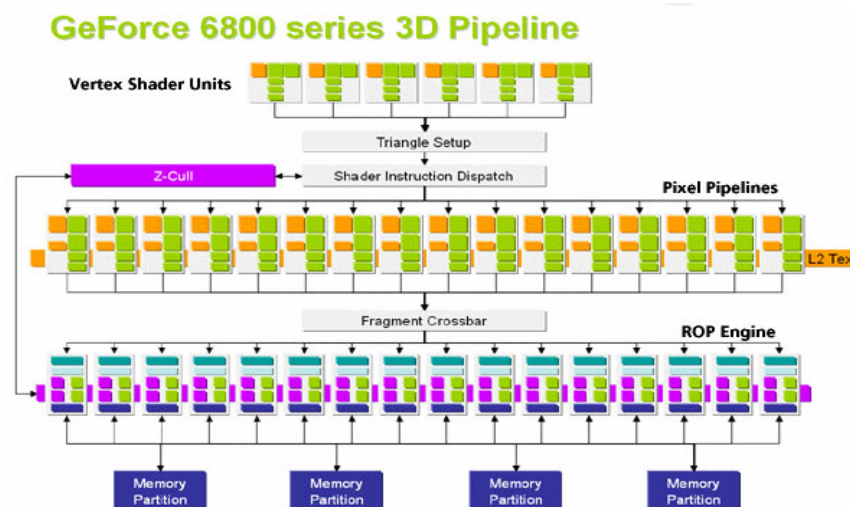 GeForce 6800 series 3D Pipeline
Vertex Shader Units
Triangle Setup
Z-Cull
Shader Instruction Dispatch
Pixel Pipelines
L2 Tex
Fragment Crossbar
ROP Engine
Memory
Partition
Memory
Partition
Memory
Partition
Memory
Partition